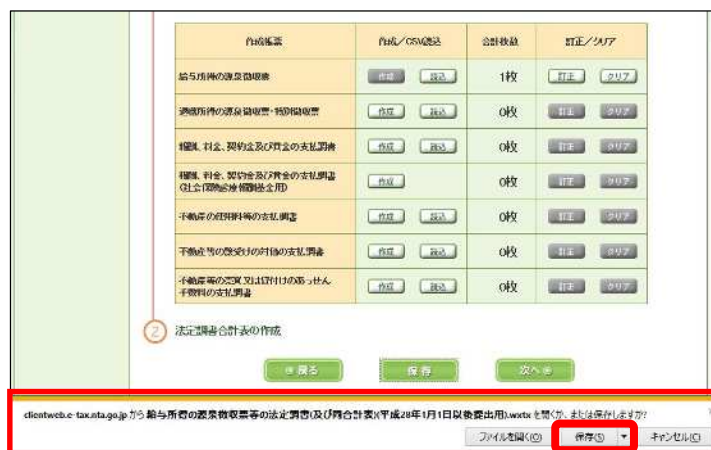 作成帳票 作成/CSV読込 合計枚数 訂正/クリア
給与所得の源泉徴収票 作成 読込 1枚 訂正 クリア
退職所得の源泉徴収票・特別徴収票 作成 読込 0枚 訂正 クリア
報酬、料金、契約金及び賞金の支払調書 作成 読込 0枚 訂正 クリア
報酬、料金、契約金及び賞金の支払調書
(社会保険診療報酬基金用) 作成 0枚 訂正 クリア
不動産の使用料等の支払調書 作成 読込 0枚 訂正 クリア
不動産等の譲受けの対価の支払調書 作成 読込 0枚 訂正 クリア
不動産等の売買又は貸付けのあっせん
手数料の支払調書 作成 読込 0枚 訂正 クリア
2 法定調書合計表の作成
戻る 保存 次へ
clientweb.e-tax.nta.go.jp から 給与所得の源泉徴収票等の法定調書(及び同合計表)(平成28年1月1日以後提出用).wxtx を開くか、または保存しますか?
ファイルを開く(O) 保存(S) ▼ キャンセル(C)